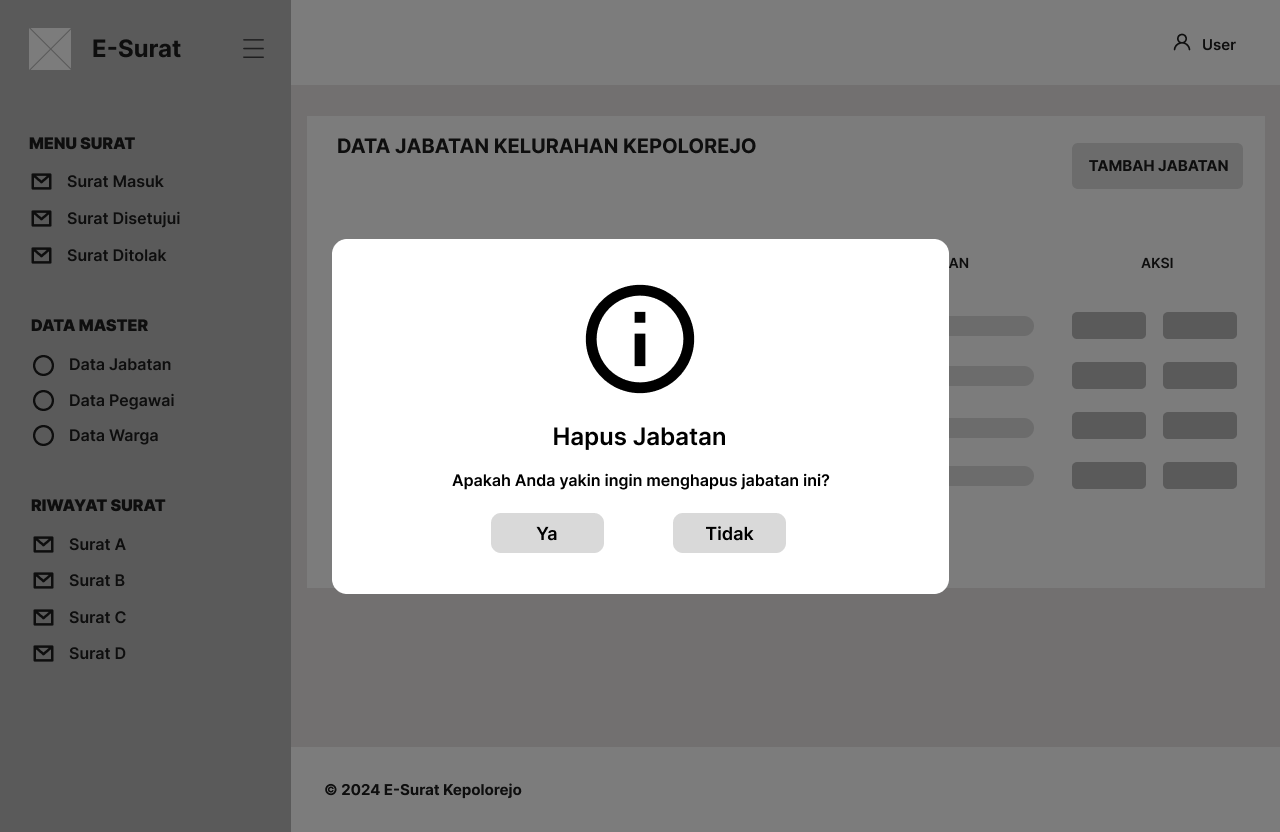 E-Surat
User
MENU SURAT
Surat Masuk
Surat Disetujui
Surat Ditolak
DATA MASTER
Data Jabatan
Data Pegawai
Data Warga
RIWAYAT SURAT
Surat A
Surat B
Surat C
Surat D
DATA JABATAN KELURAHAN KEPOLOREJO
TAMBAH JABATAN
AKSI
Hapus Jabatan
Apakah Anda yakin ingin menghapus jabatan ini?
Ya
Tidak
© 2024 E-Surat Kepolorejo